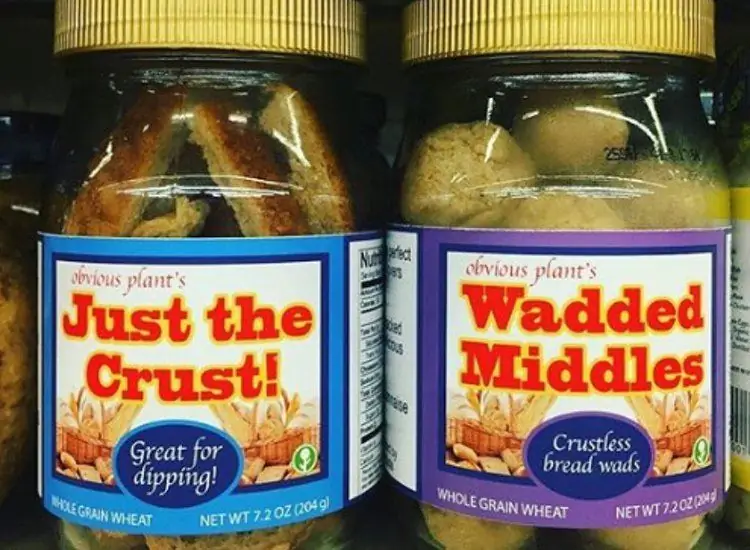 obvious plant's
Just the
Crust!
Great for
dipping!
WHOLE GRAIN WHEAT
NET WT 7.2 OZ (204g)
obvious plant's
Wadded
Middles
Crustless
bread wads
WHOLE GRAIN WHEAT
NET WT 7.2 OZ (204g)